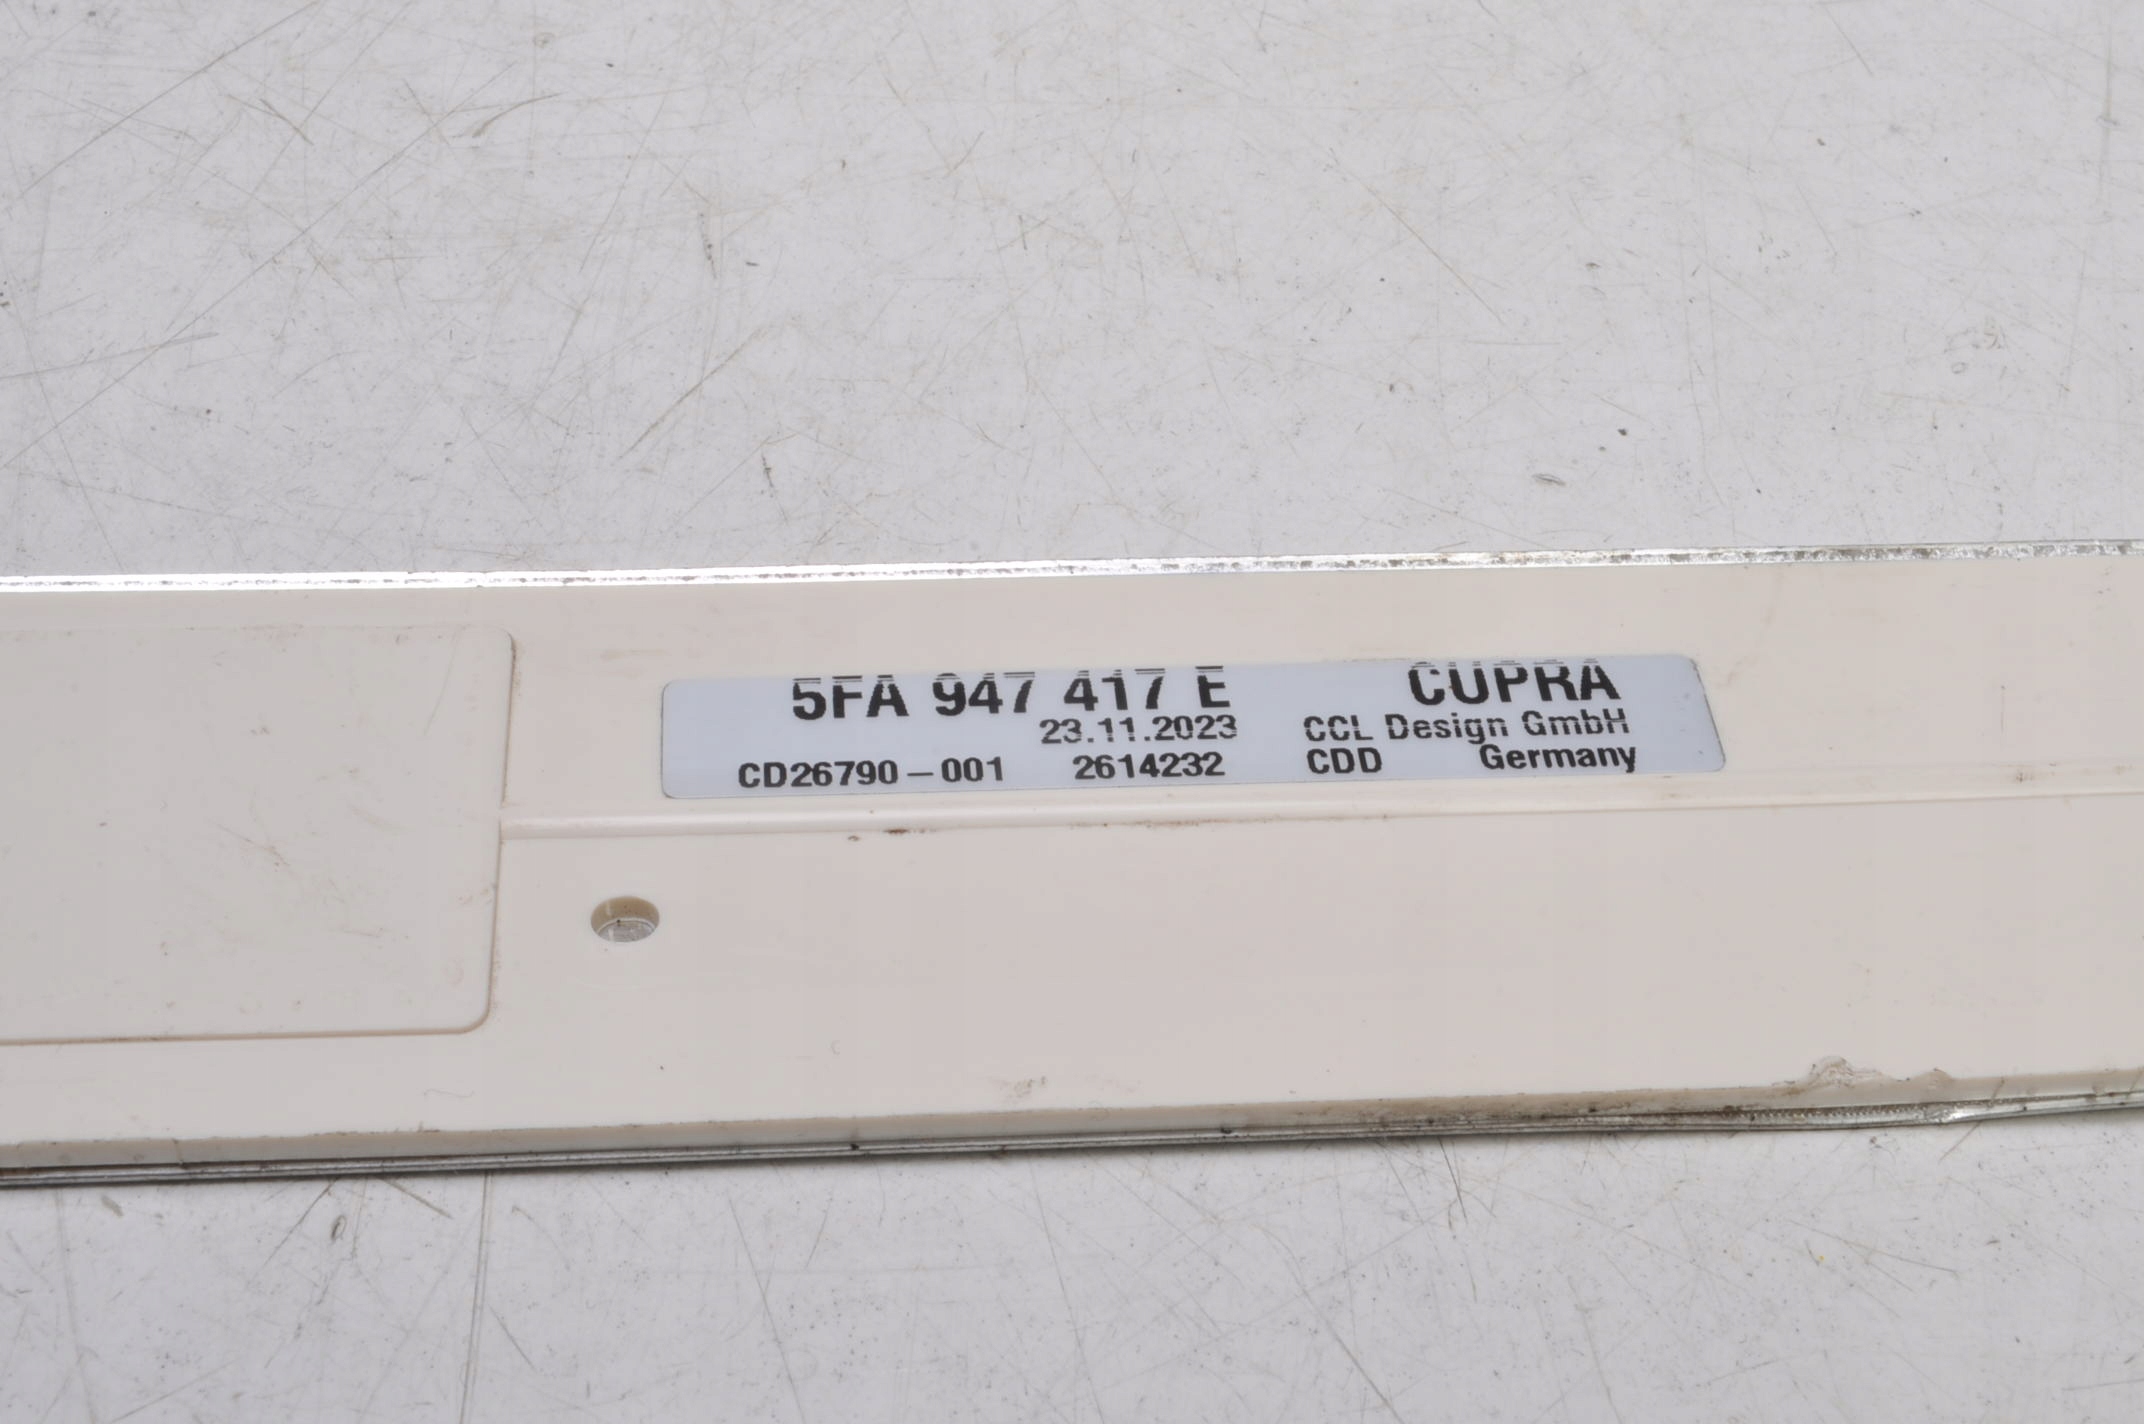 5FA 947 417 E CUPRA
23.11.2023 CCL Design GmbH
CD26790-001 2614232 CDD Germany